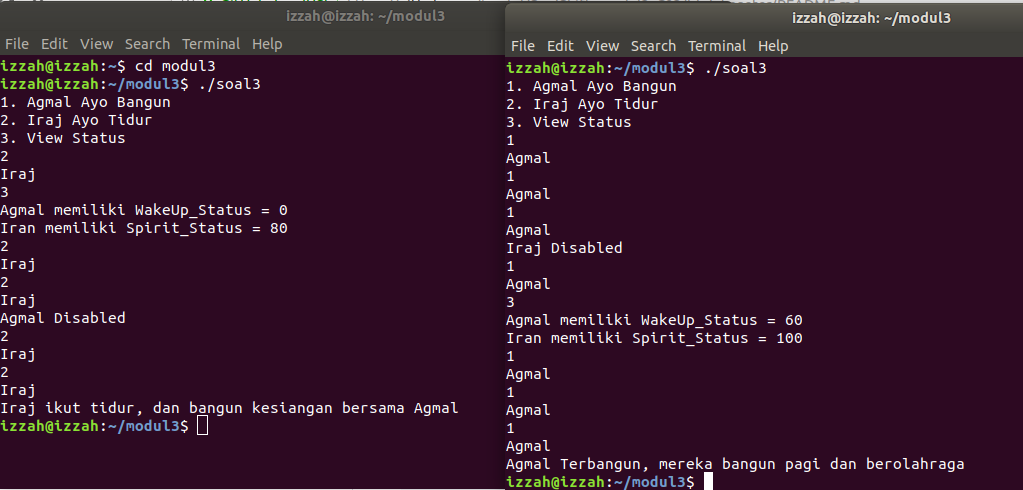 izzah@izzah: ~/modul3
File Edit View Search Terminal Help
izzah@izzah:~$ cd modul3
izzah@izzah:~/modul3$ ./soal3
1. Agmal Ayo Bangun
2. Iraj Ayo Tidur
3. View Status
2
Iraj
3
Agmal memiliki WakeUp_Status = 0
Iran memiliki Spirit_Status = 80
2
Iraj
2
Iraj
Agmal Disabled
2
Iraj
2
Iraj
Iraj ikut tidur, dan bangun kesiangan bersama Agmal
izzah@izzah:~/modul3$
izzah@izzah: ~/modul3
File Edit View Search Terminal Help
izzah@izzah:~/modul3$ ./soal3
1. Agmal Ayo Bangun
2. Iraj Ayo Tidur
3. View Status
1
Agmal
1
Agmal
1
Agmal
Iraj Disabled
1
Agmal
3
Agmal memiliki WakeUp_Status = 60
Iran memiliki Spirit_Status = 100
1
Agmal
1
Agmal
1
Agmal
Agmal Terbangun, mereka bangun pagi dan berolahraga
izzah@izzah:~/modul3$